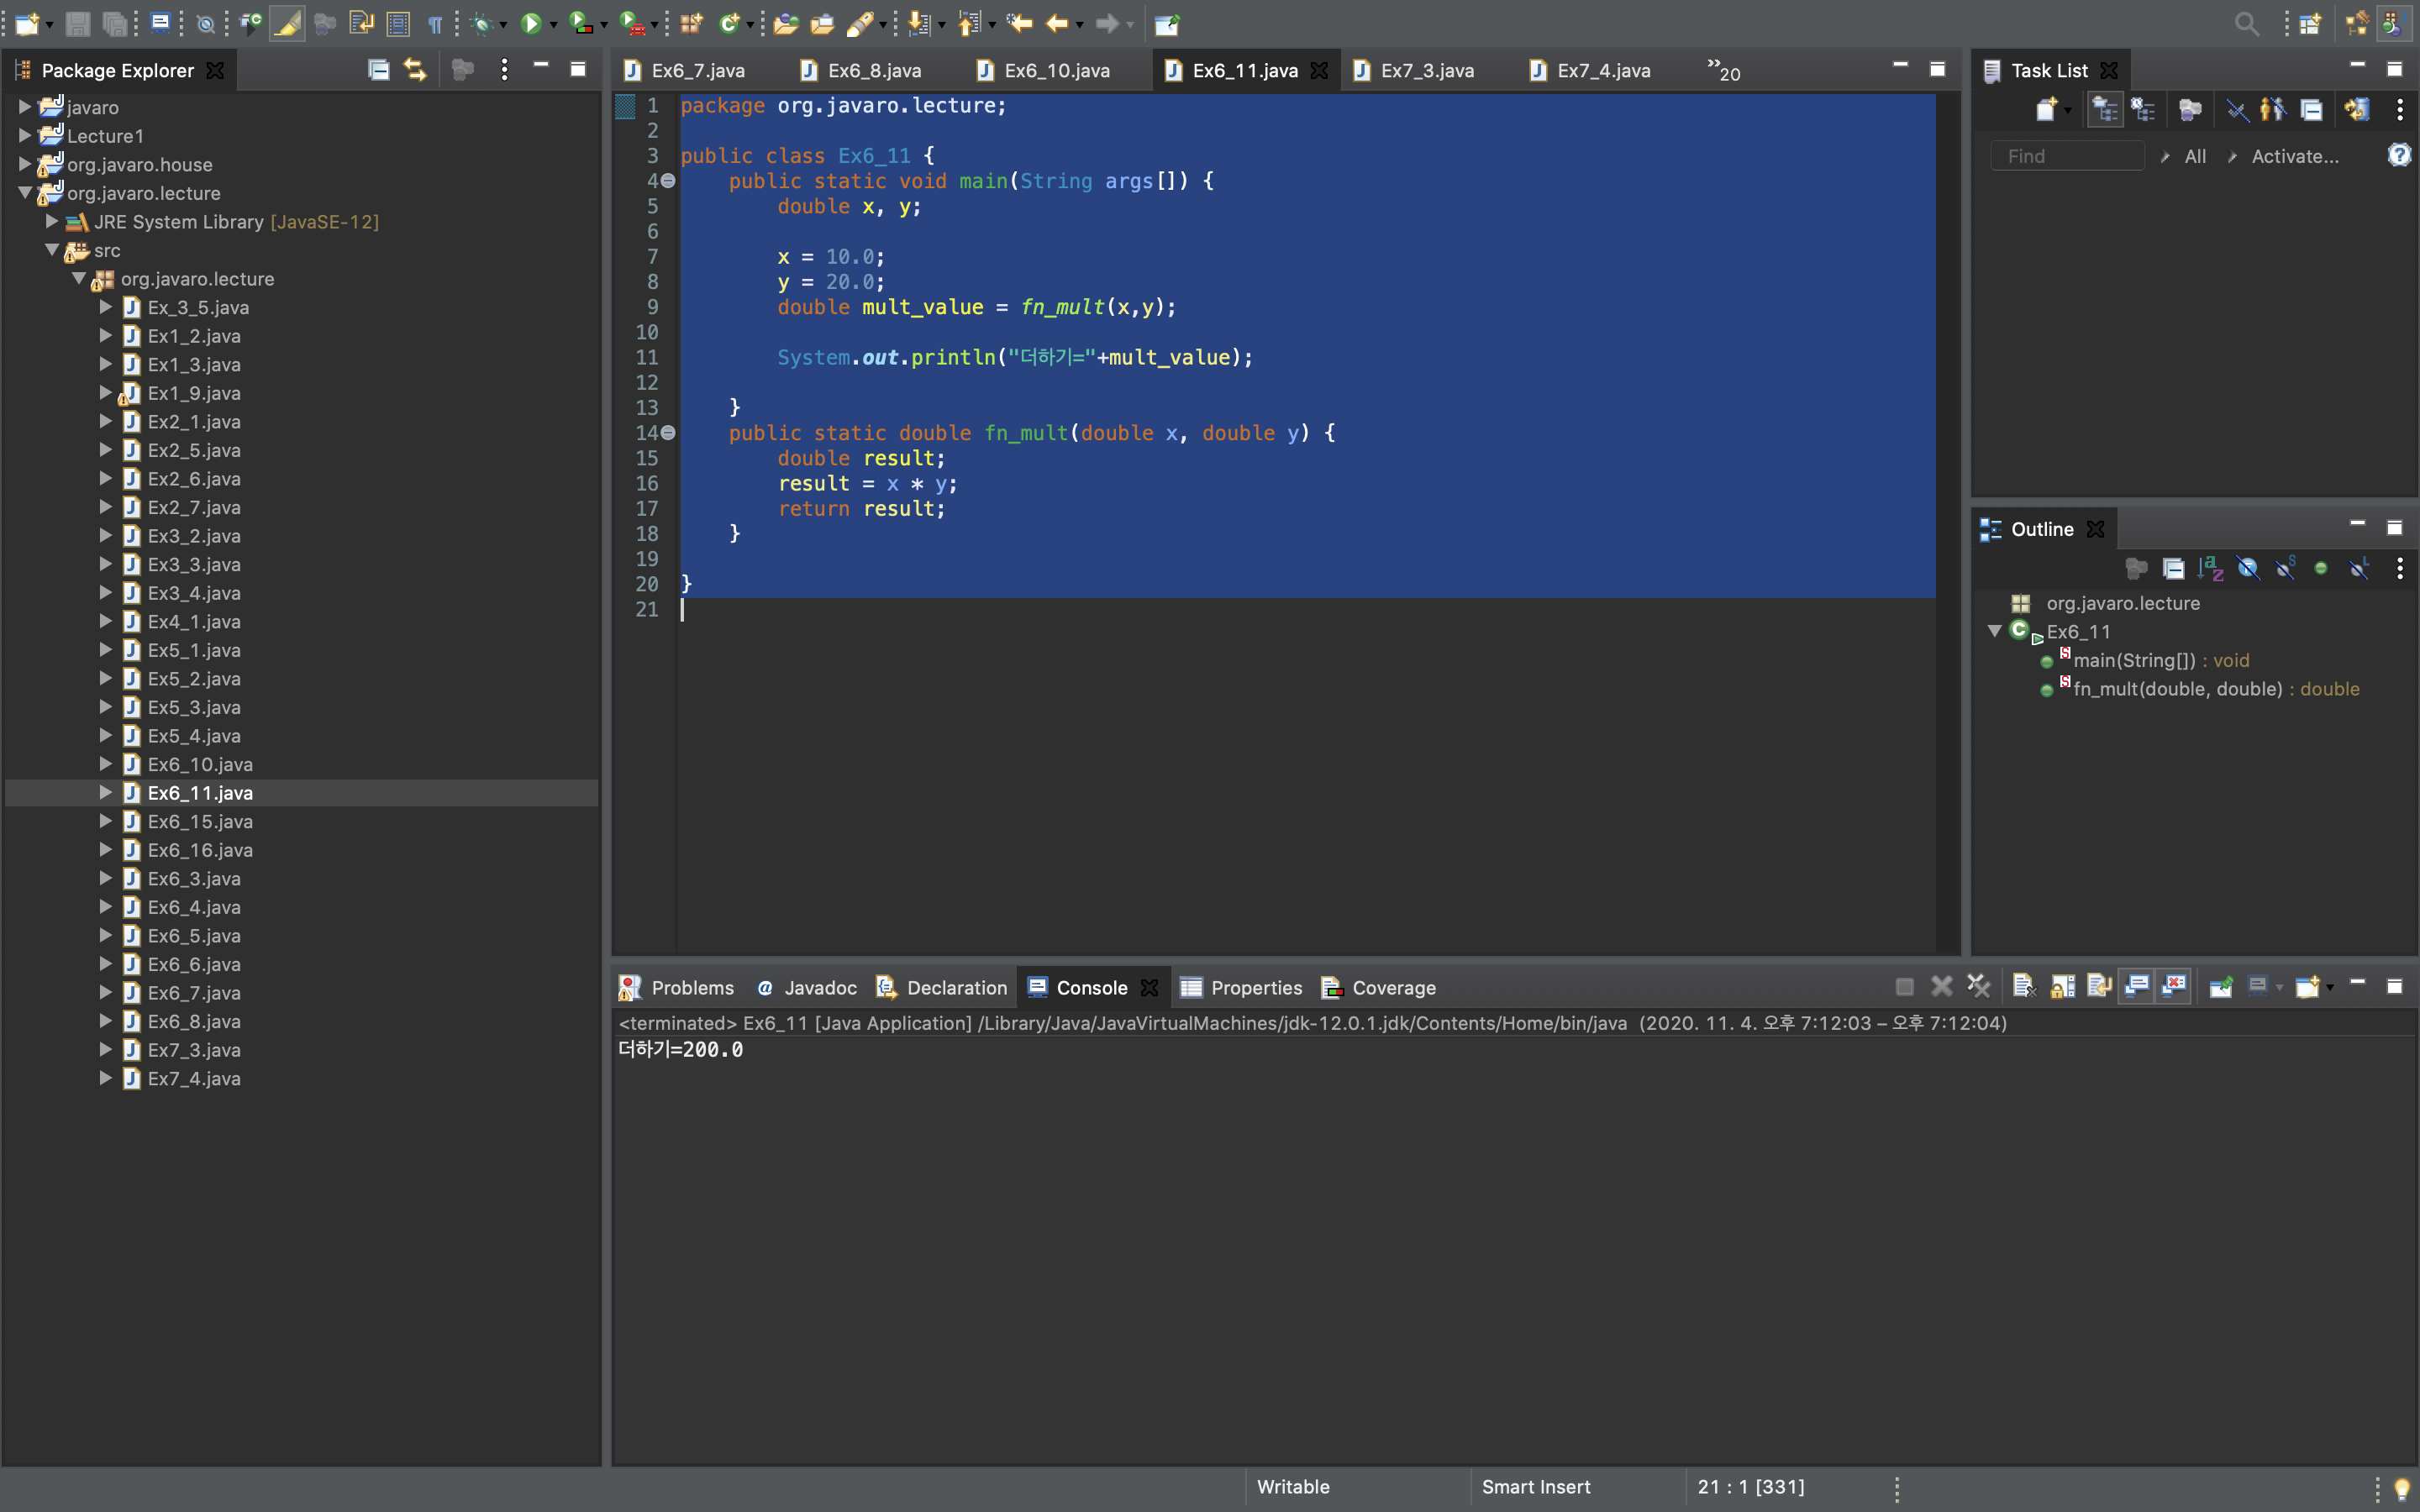 Package Explorer
javaro
Lecture1
org.javaro.house
org.javaro.lecture
JRE System Library [JavaSE-12]
src
org.javaro.lecture
Ex_3_5.java
Ex1_2.java
Ex1_3.java
Ex1_9.java
Ex2_1.java
Ex2_5.java
Ex2_6.java
Ex2_7.java
Ex3_2.java
Ex3_3.java
Ex3_4.java
Ex4_1.java
Ex5_1.java
Ex5_2.java
Ex5_3.java
Ex5_4.java
Ex6_10.java
Ex6_11.java
Ex6_15.java
Ex6_16.java
Ex6_3.java
Ex6_4.java
Ex6_5.java
Ex6_6.java
Ex6_7.java
Ex6_8.java
Ex7_3.java
Ex7_4.java
Ex6_7.java Ex6_8.java Ex6_10.java Ex6_11.java Ex7_3.java Ex7_4.java »20
1 package org.javaro.lecture;
2
3 public class Ex6_11 {
4 public static void main(String args[]) {
5 double x, y;
6
7 x = 10.0;
8 y = 20.0;
9 double mult_value = fn_mult(x,y);
10
11 System.out.println("더하기="+mult_value);
12
13 }
14 public static double fn_mult(double x, double y) {
15 double result;
16 result = x * y;
17 return result;
18 }
19
20 }
21
Task List
Find All Activate...
Outline
org.javaro.lecture
Ex6_11
main(String[]) : void
fn_mult(double, double) : double
Problems Javadoc Declaration Console Properties Coverage
<terminated> Ex6_11 [Java Application] /Library/Java/JavaVirtualMachines/jdk-12.0.1.jdk/Contents/Home/bin/java (2020. 11. 4. 오후 7:12:03 – 오후 7:12:04)
더하기=200.0
Writable Smart Insert 21 : 1 [331]